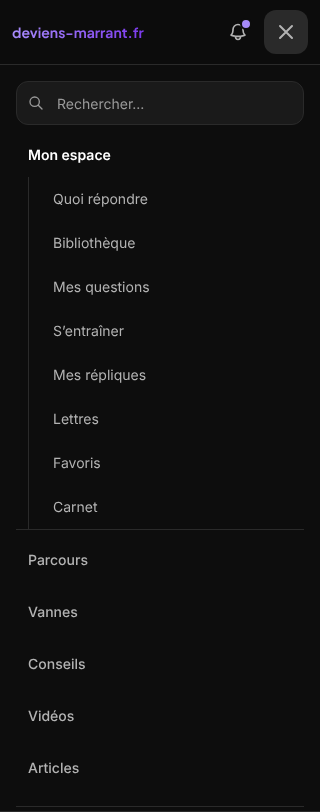 deviens-marrant.fr
Rechercher...
Mon espace
Quoi répondre
Bibliothèque
Mes questions
S'entraîner
Mes répliques
Lettres
Favoris
Carnet
Parcours
Vannes
Conseils
Vidéos
Articles